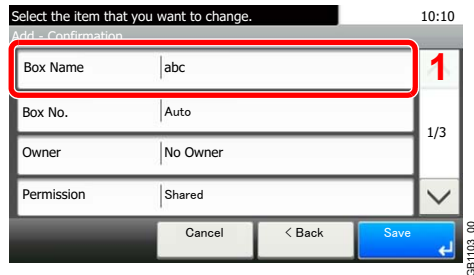 Select the item that you want to change. 10:10
Add - Confirmation
Box Name abc 1
Box No. Auto
1/3
Owner No Owner
Permission Shared
Cancel < Back Save
GB1103_00